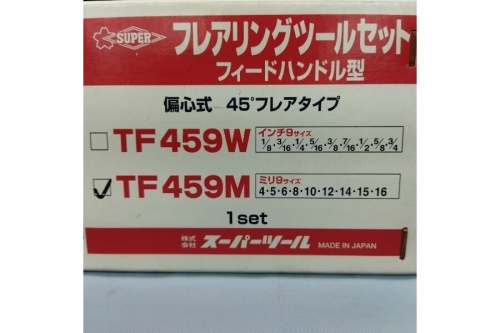 SUPER フレアリングツールセット
フィードハンドル型
偏心式 45°フレアタイプ
TF459W インチ9サイズ
1/8, 3/16, 1/4, 5/16, 3/8, 7/16, 1/2, 5/8, 3/4
TF459M ミリ9サイズ
4・5・6・8・10・12・14・15・16
1set
株式会社 スーパーツール MADE IN JAPAN